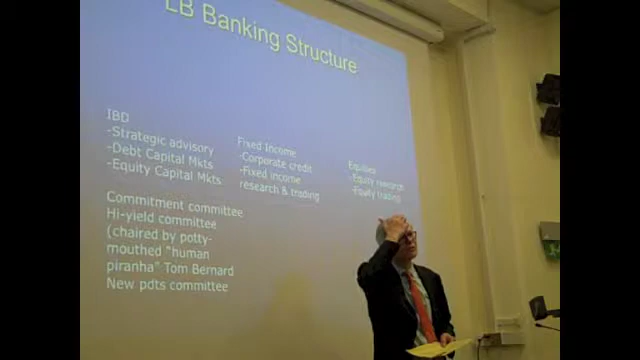 LB Banking Structure
IBD
-Strategic advisory
-Debt Capital Mkts
-Equity Capital Mkts
Fixed Income
-Corporate credit
-Fixed income
research & trading
Equities
-Equity research
-Equity trading
Commitment committee
Hi-yield committee
(chaired by potty-
mouthed "human
piranha" Tom Bernard
New pdts committee